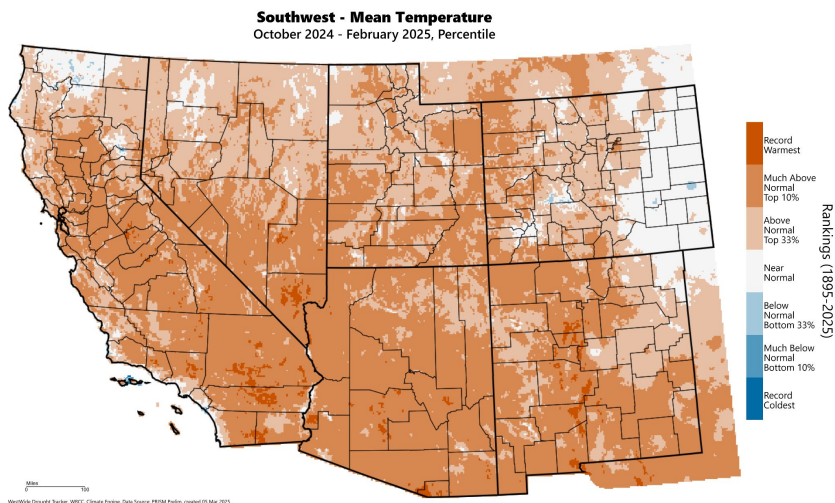 Southwest - Mean Temperature
October 2024 - February 2025, Percentile
Record
Warmest
Much Above
Normal
Top 10%
Above
Normal
Top 33%
Near
Normal
Below
Normal
Bottom 33%
Much Below
Normal
Bottom 10%
Record
Coldest
Rankings (1895-2025)
Miles
0 100
WestWide Drought Tracker, WRCC, Climate Engine, Data Source: PRISM Prelim, created 05 Mar 2025